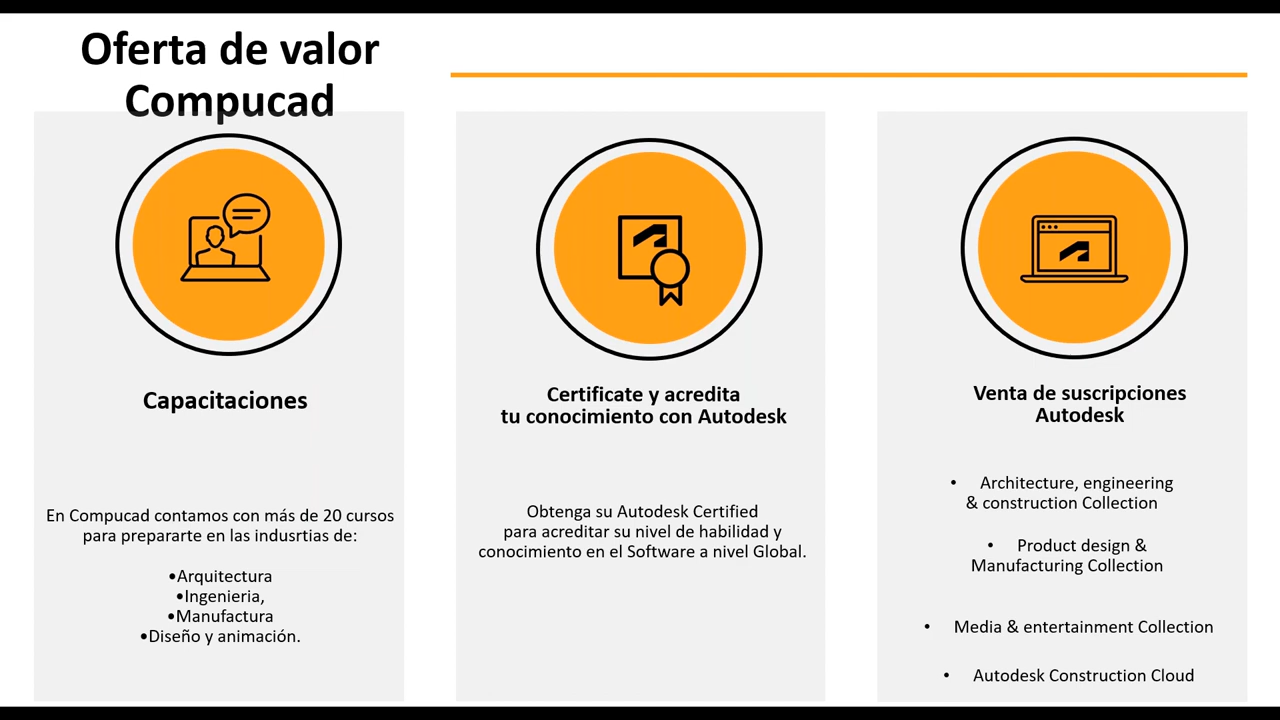 Oferta de valor
Compucad
Capacitaciones
En Compucad contamos con más de 20 cursos
para prepararte en las indusrtias de:
•Arquitectura
•Ingenieria,
•Manufactura
•Diseño y animación.
Certificate y acredita
tu conocimiento con Autodesk
Obtenga su Autodesk Certified
para acreditar su nivel de habilidad y
conocimiento en el Software a nivel Global.
Venta de suscripciones
Autodesk
• Architecture, engineering
& construction Collection
• Product design &
Manufacturing Collection
• Media & entertainment Collection
• Autodesk Construction Cloud